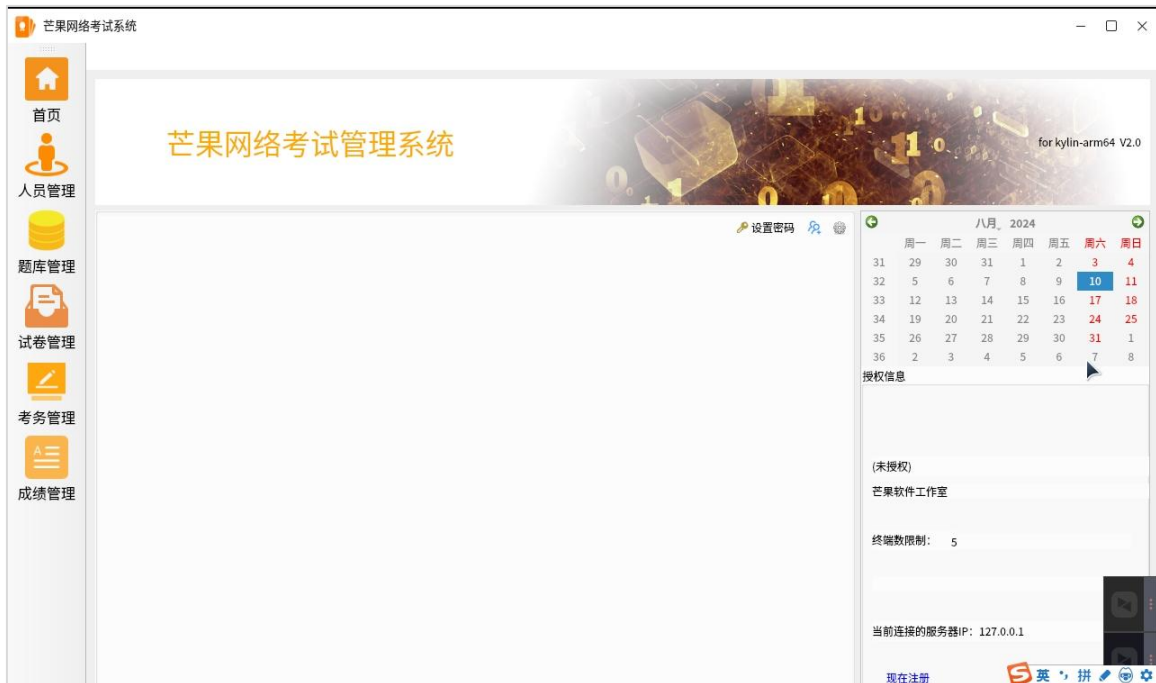 芒果网络考试系统
首页
人员管理
题库管理
试卷管理
考务管理
成绩管理
芒果网络考试管理系统
for kylin-arm64 V2.0
设置密码
八月 2024
周一 周二 周三 周四 周五 周六 周日
31 29 30 31 1 2 3 4
32 5 6 7 8 9 10 11
33 12 13 14 15 16 17 18
34 19 20 21 22 23 24 25
35 26 27 28 29 30 31 1
36 2 3 4 5 6 7 8
授权信息
(未授权)
芒果软件工作室
终端数限制： 5
当前连接的服务器IP：127.0.0.1
现在注册
英 拼